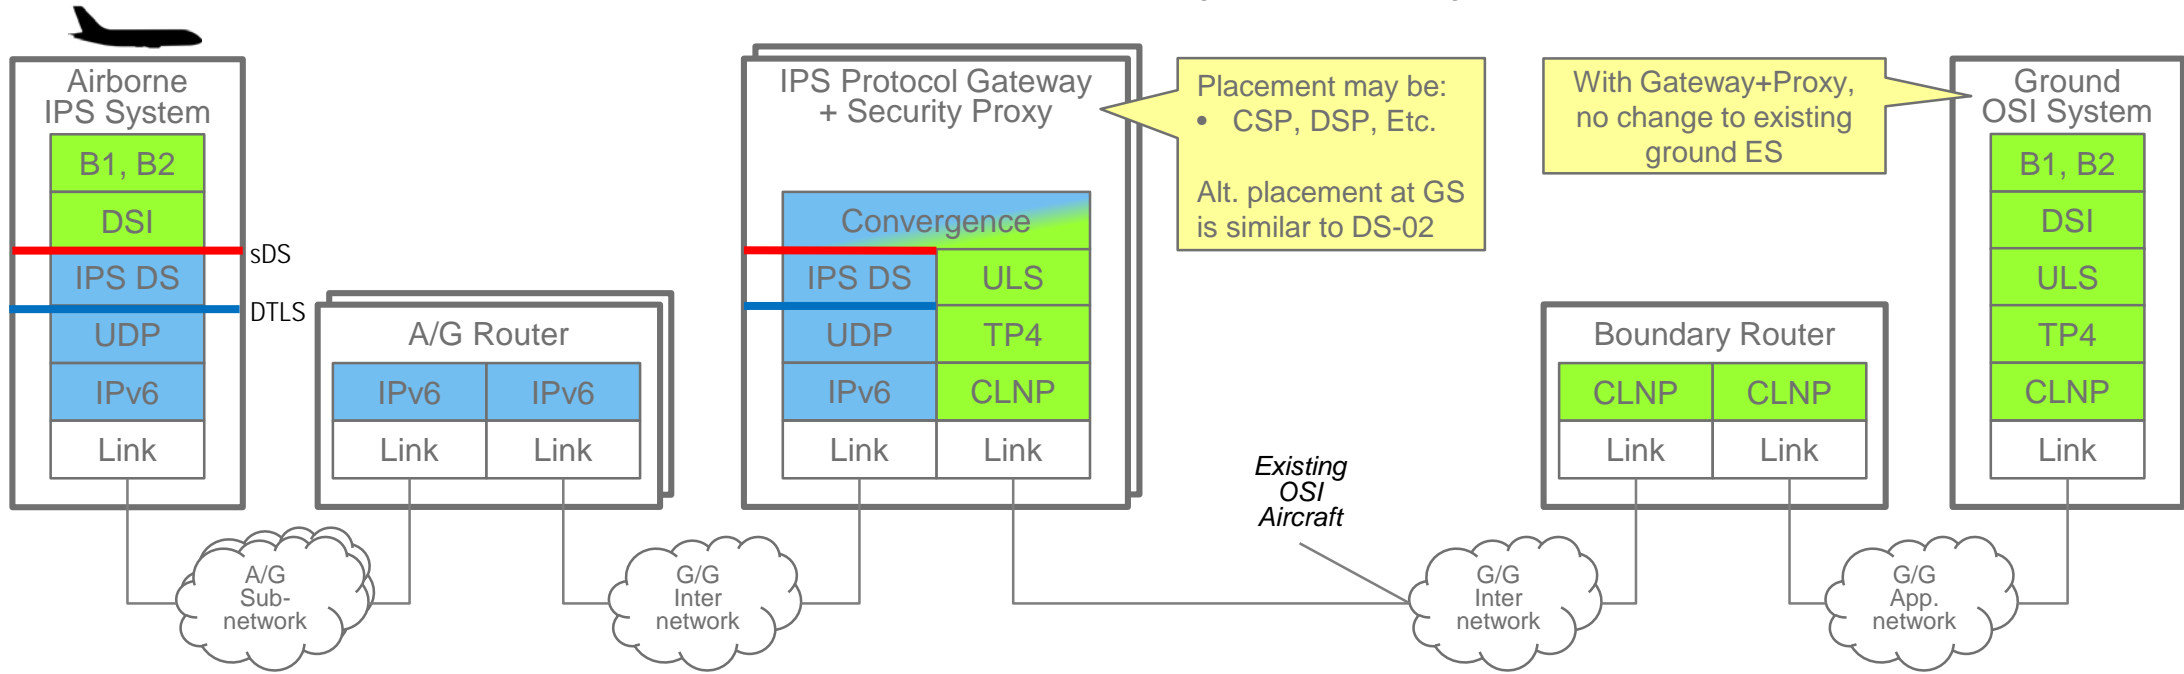 Airborne
IPS System
B1, B2
DSI
sDS
IPS DS
DTLS
UDP
IPv6
Link
A/G
Sub-
network
A/G Router
IPv6 IPv6
Link Link
G/G
Inter
network
IPS Protocol Gateway
+ Security Proxy
Convergence
IPS DS ULS
UDP TP4
IPv6 CLNP
Link Link
Placement may be:
• CSP, DSP, Etc.
Alt. placement at GS
is similar to DS-02
Existing
OSI
Aircraft
G/G
Inter
network
With Gateway+Proxy,
no change to existing
ground ES
Boundary Router
CLNP CLNP
Link Link
G/G
App.
network
Ground
OSI System
B1, B2
DSI
ULS
TP4
CLNP
Link